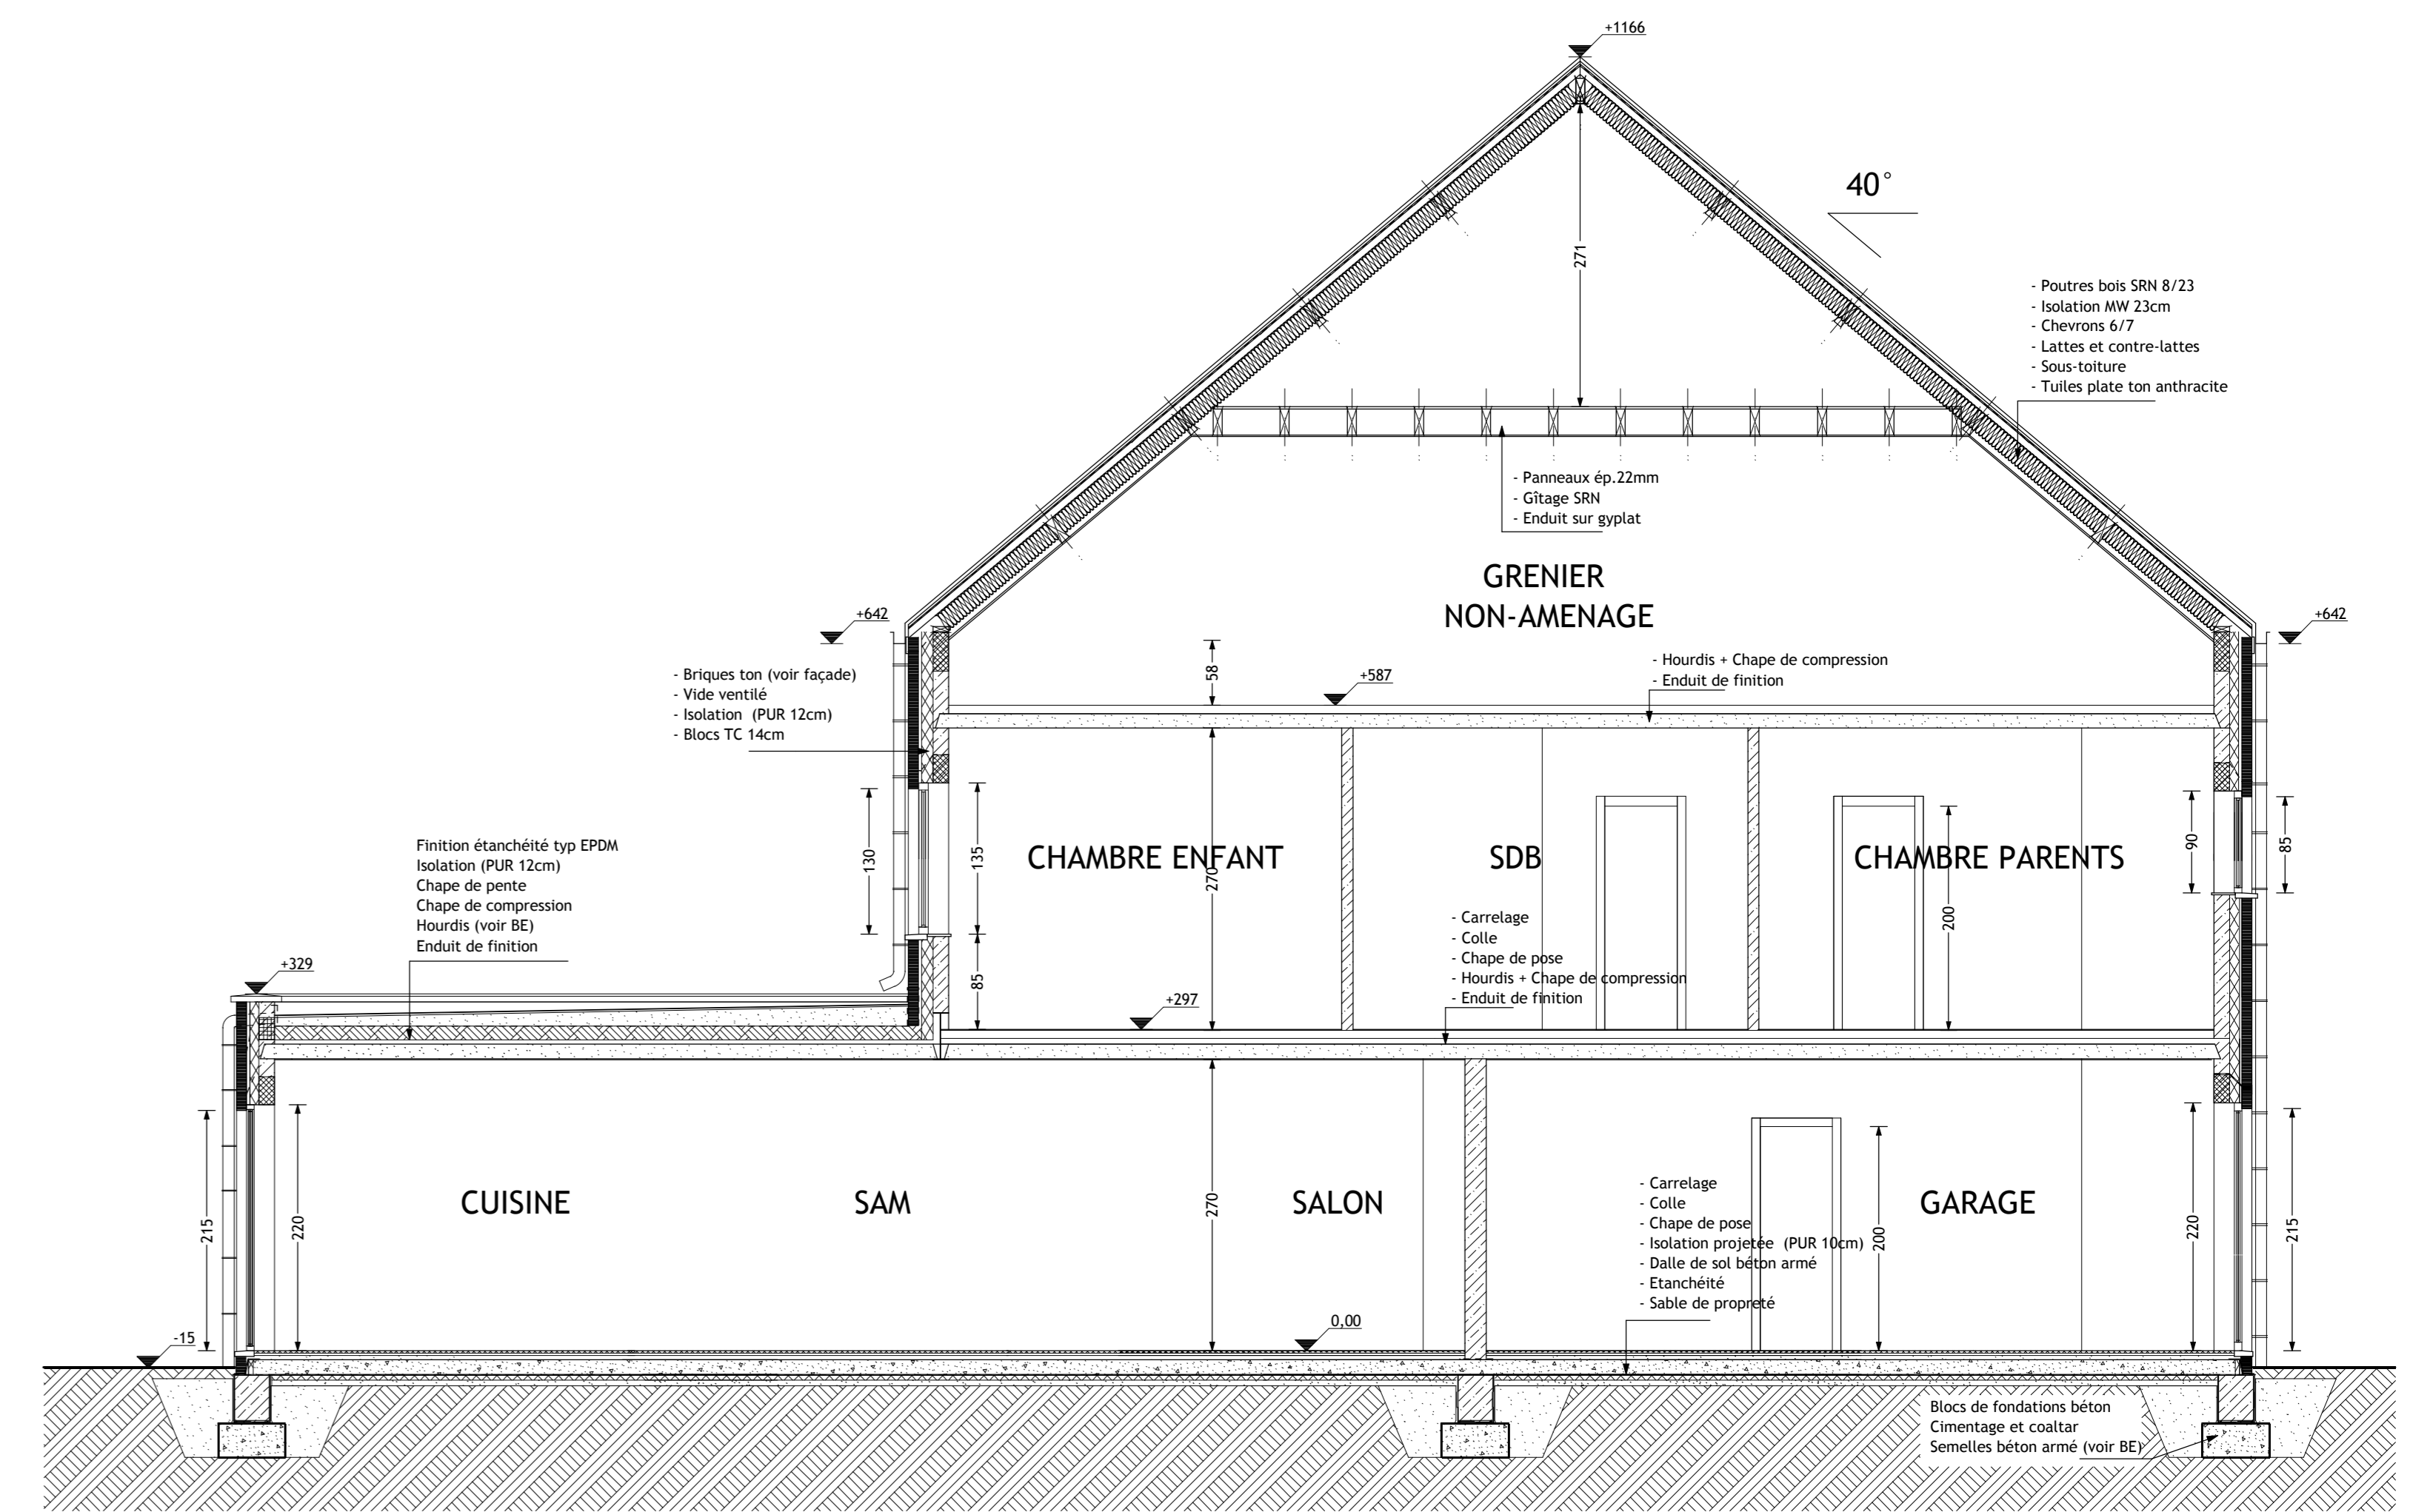 +1166
40°
271
- Poutres bois SRN 8/23
- Isolation MW 23cm
- Chevrons 6/7
- Lattes et contre-lattes
- Sous-toiture
- Tuiles plate ton anthracite
- Panneaux ép.22mm
- Gîtage SRN
- Enduit sur gyplat
GRENIER
NON-AMENAGE
+642
+642
58
+587
- Hourdis + Chape de compression
- Enduit de finition
- Briques ton (voir façade)
- Vide ventilé
- Isolation (PUR 12cm)
- Blocs TC 14cm
130
135
85
CHAMBRE ENFANT
270
SDB
CHAMBRE PARENTS
200
90
85
Finition étanchéité typ EPDM
Isolation (PUR 12cm)
Chape de pente
Chape de compression
Hourdis (voir BE)
Enduit de finition
- Carrelage
- Colle
- Chape de pose
- Hourdis + Chape de compression
- Enduit de finition
+329
+297
215
220
CUISINE
SAM
270
SALON
- Carrelage
- Colle
- Chape de pose
- Isolation projetée (PUR 10cm)
- Dalle de sol béton armé
- Etanchéité
- Sable de propreté
200
GARAGE
220
215
-15
0,00
Blocs de fondations béton
Cimentage et coaltar
Semelles béton armé (voir BE)